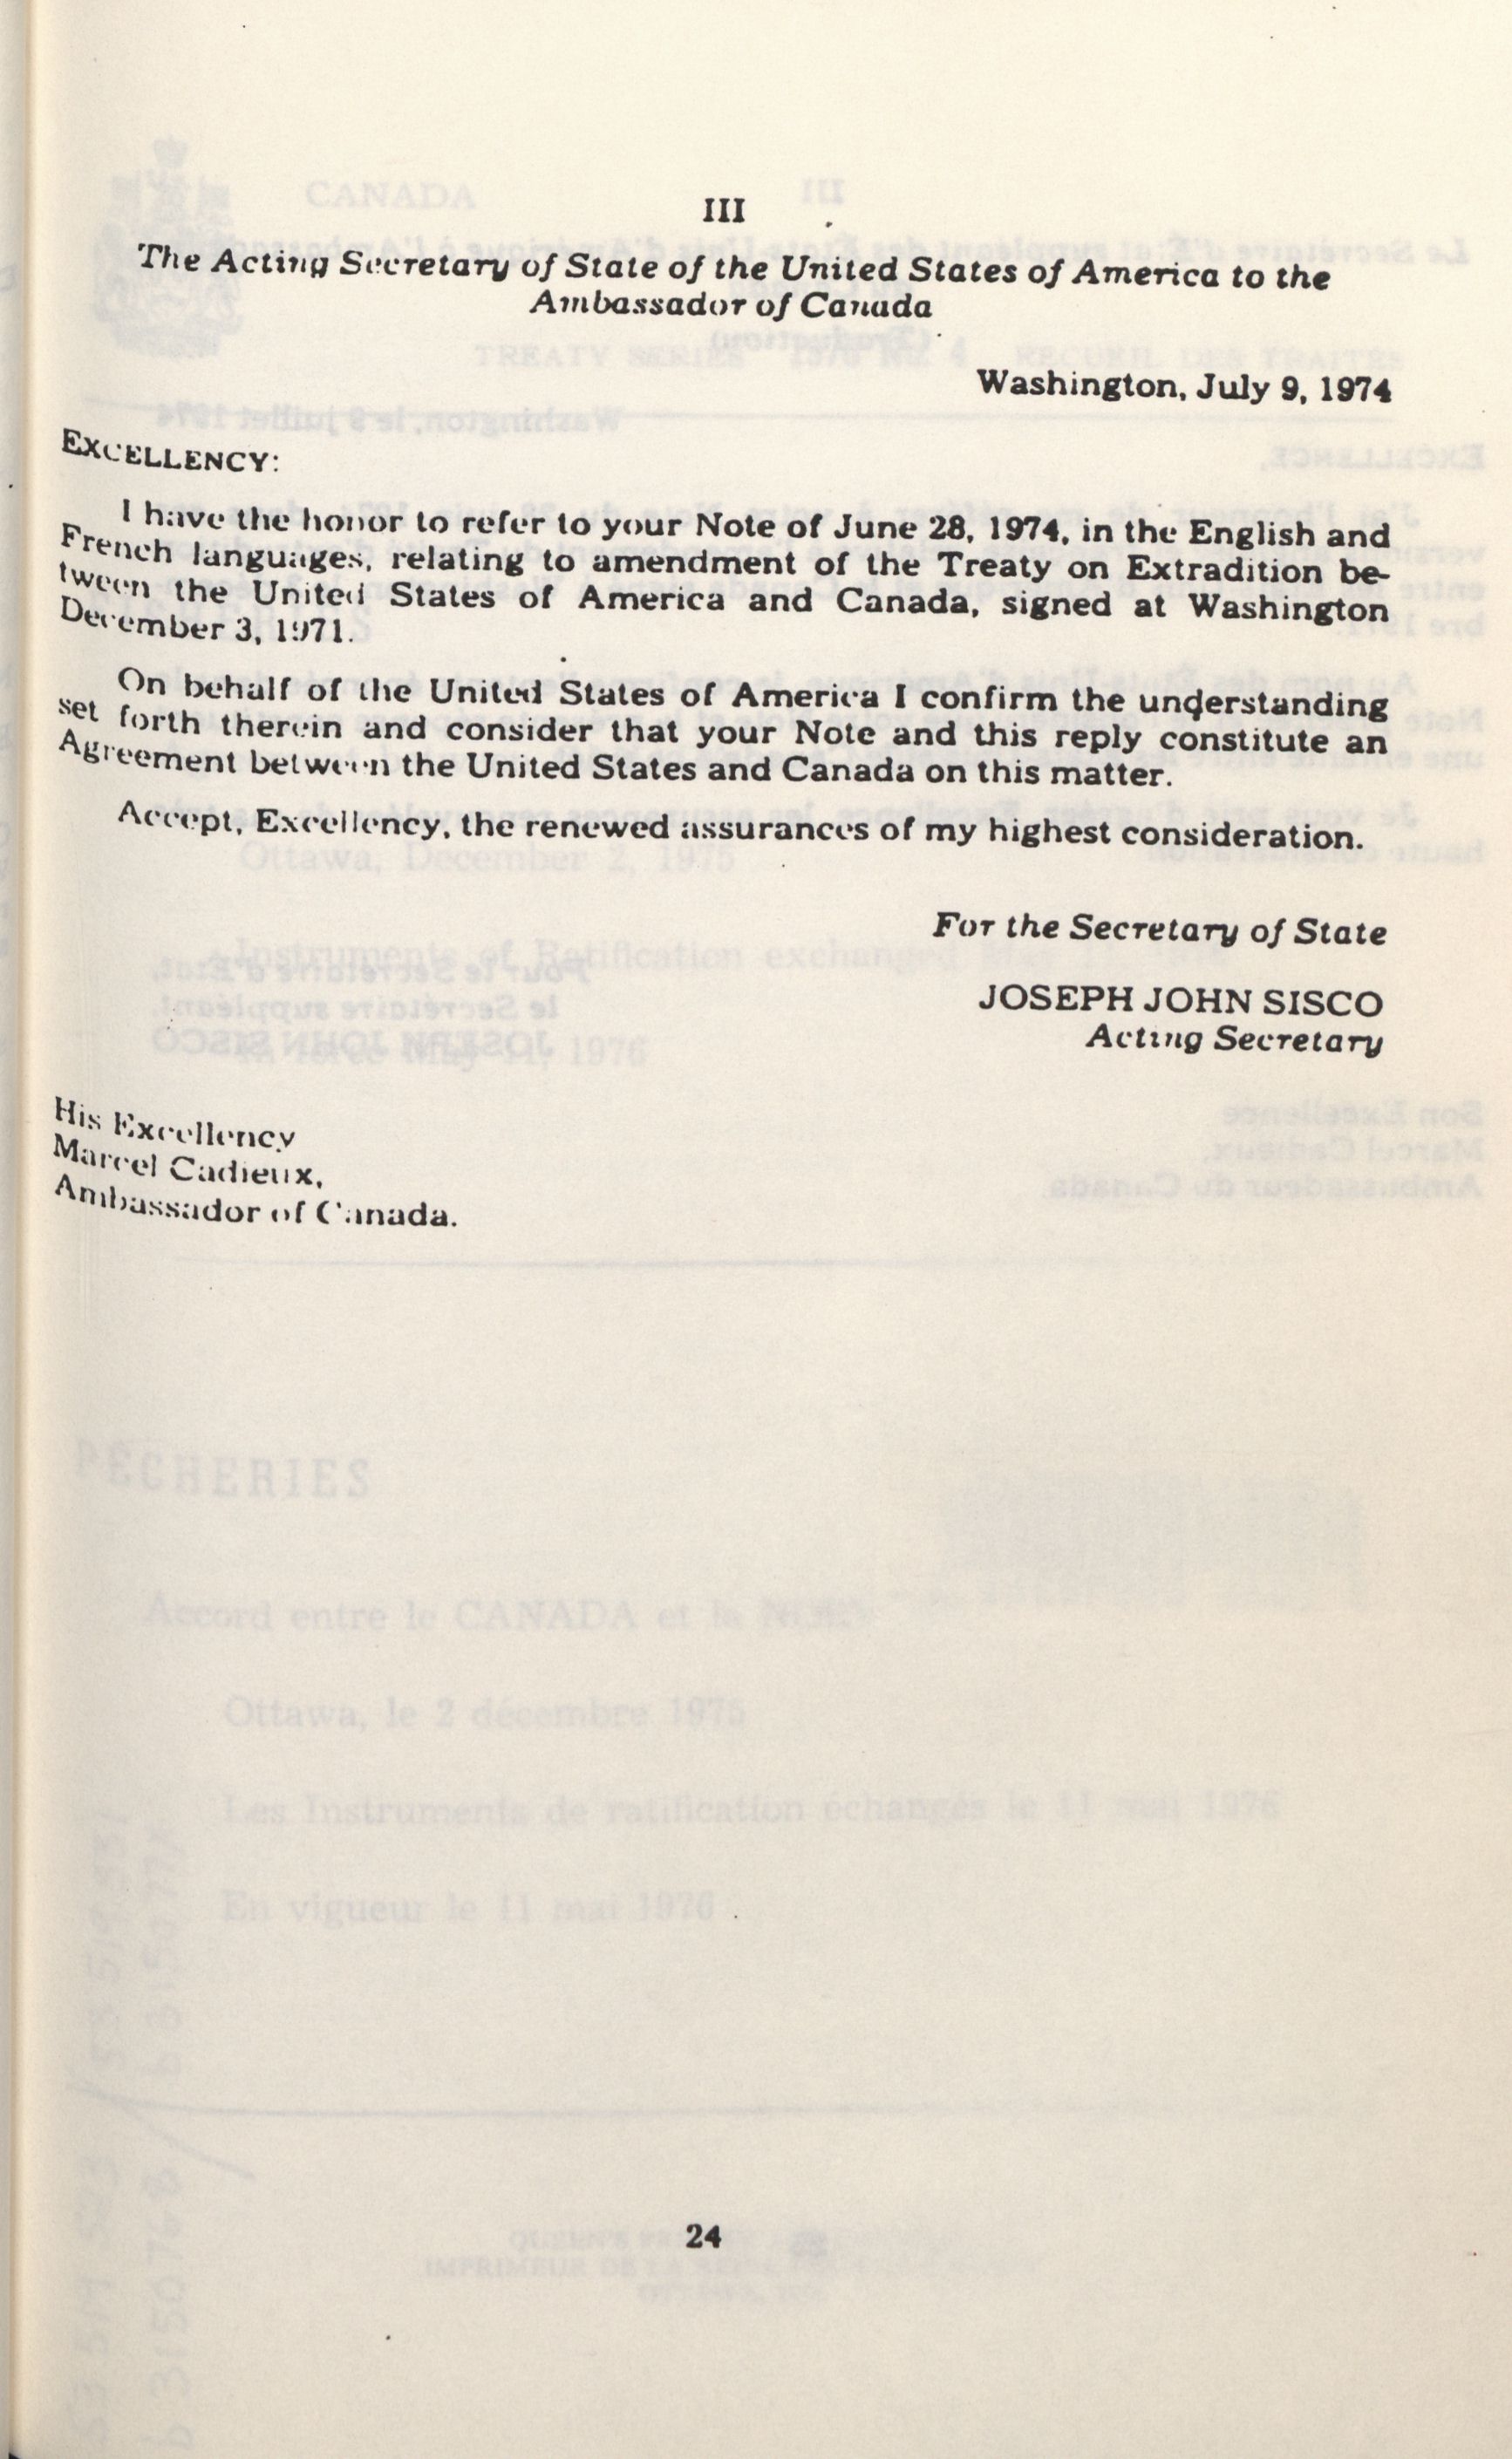 III
The Acting Secretary of State of the United States of America to the
Ambassador of Canada
Washington, July 9, 1974
EXCELLENCY:
I have the honor to refer to your Note of June 28, 1974, in the English and
French languages, relating to amendment of the Treaty on Extradition be-
tween the United States of America and Canada, signed at Washington
December 3, 1971.
On behalf of the United States of America I confirm the understanding
set forth therein and consider that your Note and this reply constitute an
Agreement between the United States and Canada on this matter.
Accept, Excellency, the renewed assurances of my highest consideration.
For the Secretary of State
JOSEPH JOHN SISCO
Acting Secretary
His Excellency
Marcel Cadieux,
Ambassador of Canada.
24